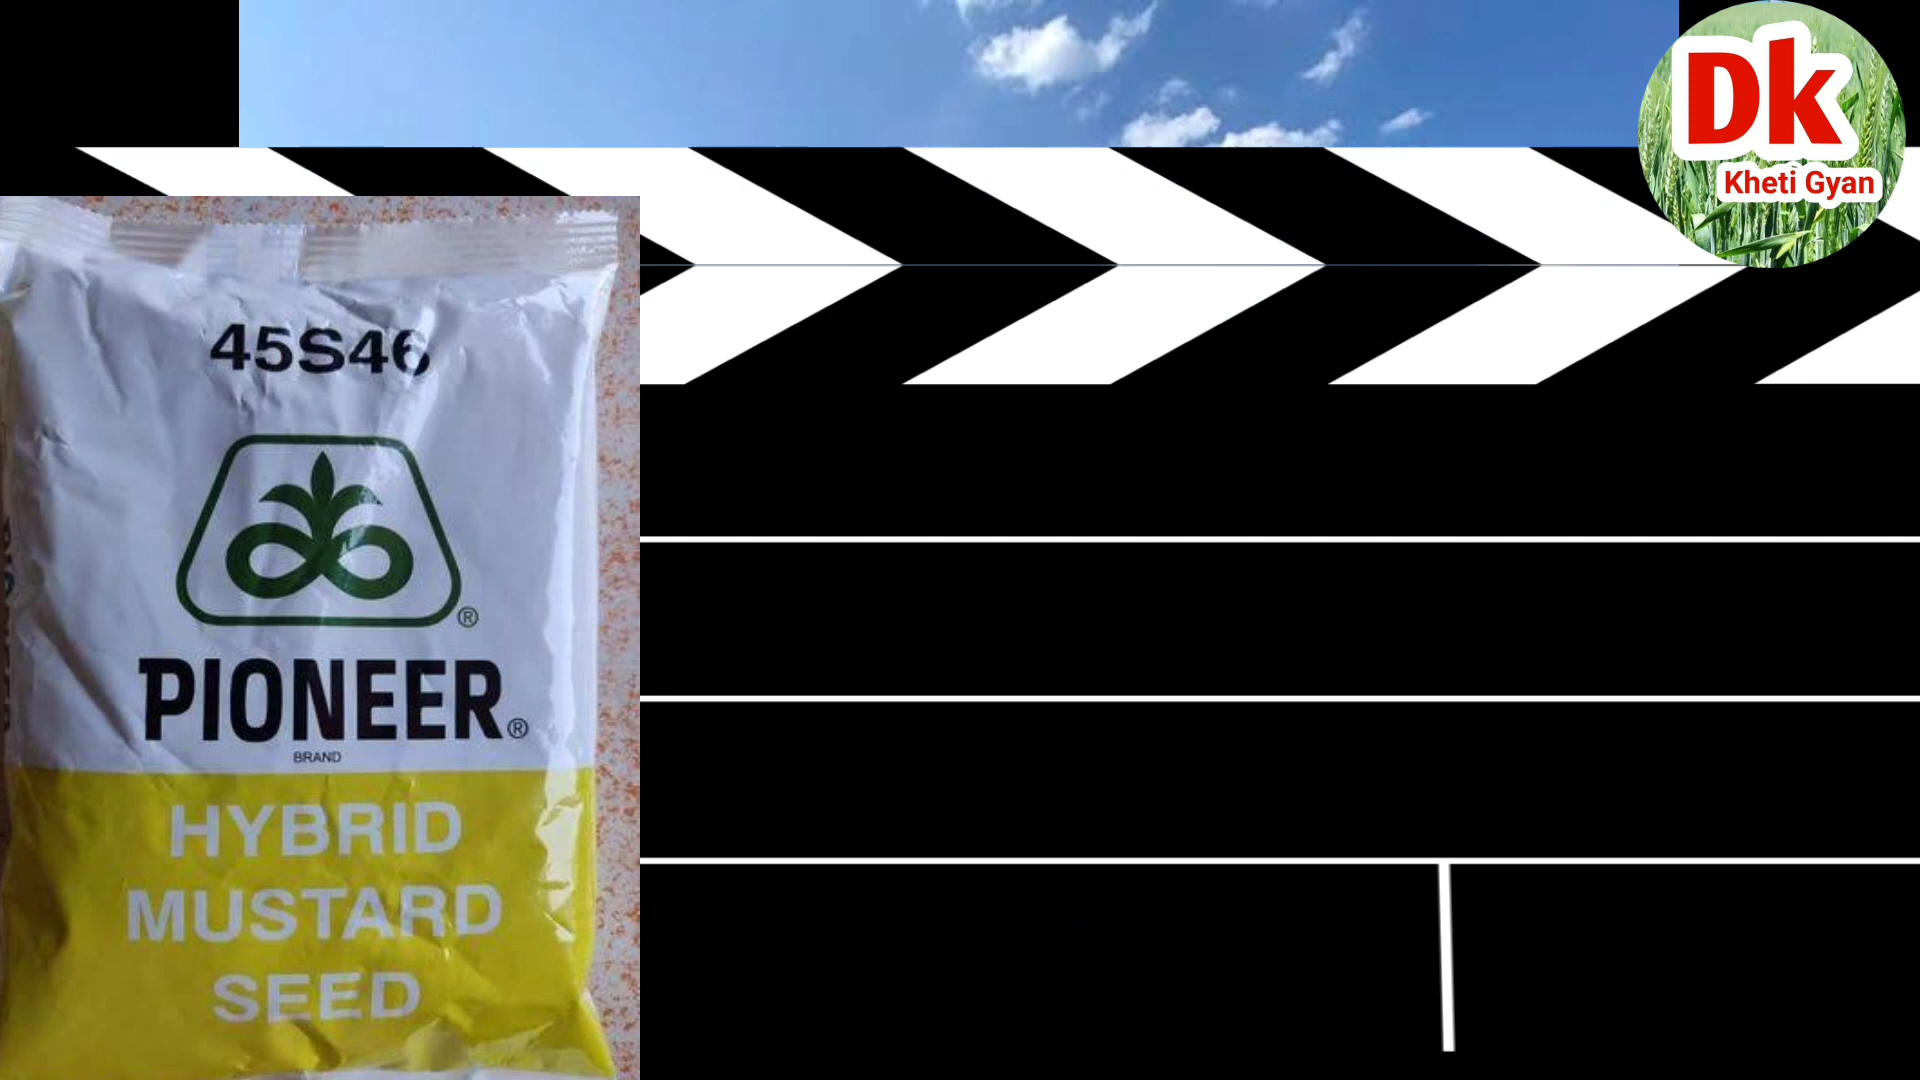 Dk
Kheti Gyan
45S46
®
PIONEER®
BRAND
HYBRID
MUSTARD
SEED